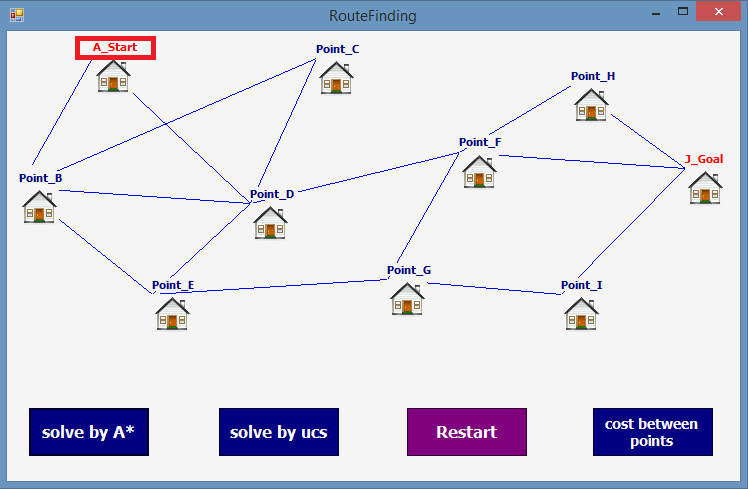 RouteFinding
A_Start
Point_C
Point_H
Point_F
J_Goal
Point_B
Point_D
Point_G
Point_E
Point_I
solve by A*
solve by ucs
Restart
cost between
points